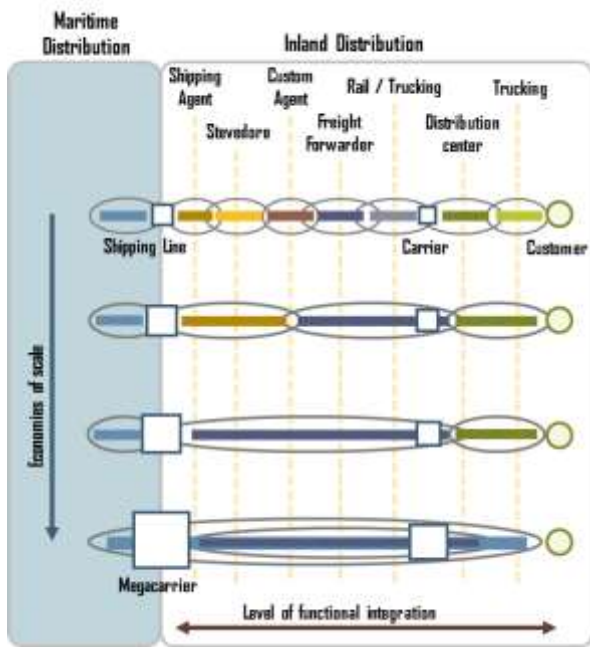 Maritime
Distribution
Inland Distribution
Shipping
Agent
Custom
Agent
Rail / Trucking
Trucking
Stevedore
Freight
Forwarder
Distribution
center
Shipping Line
Carrier
Customer
Economies of scale
Megacarrier
Level of functional integration